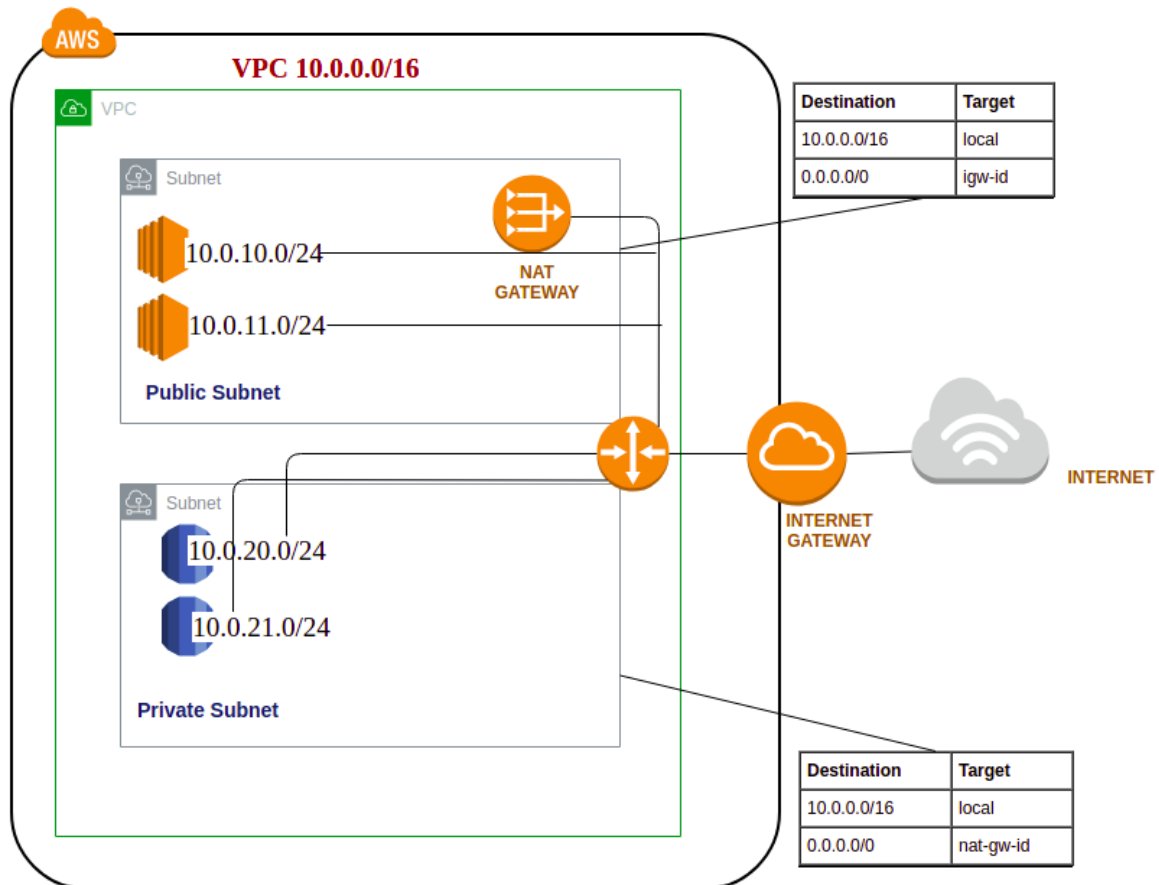 AWS
VPC 10.0.0.0/16
VPC
Subnet
10.0.10.0/24
NAT
GATEWAY
10.0.11.0/24
Public Subnet
Destination Target
10.0.0.0/16 local
0.0.0.0/0 igw-id
INTERNET
INTERNET
GATEWAY
Subnet
10.0.20.0/24
10.0.21.0/24
Private Subnet
Destination Target
10.0.0.0/16 local
0.0.0.0/0 nat-gw-id